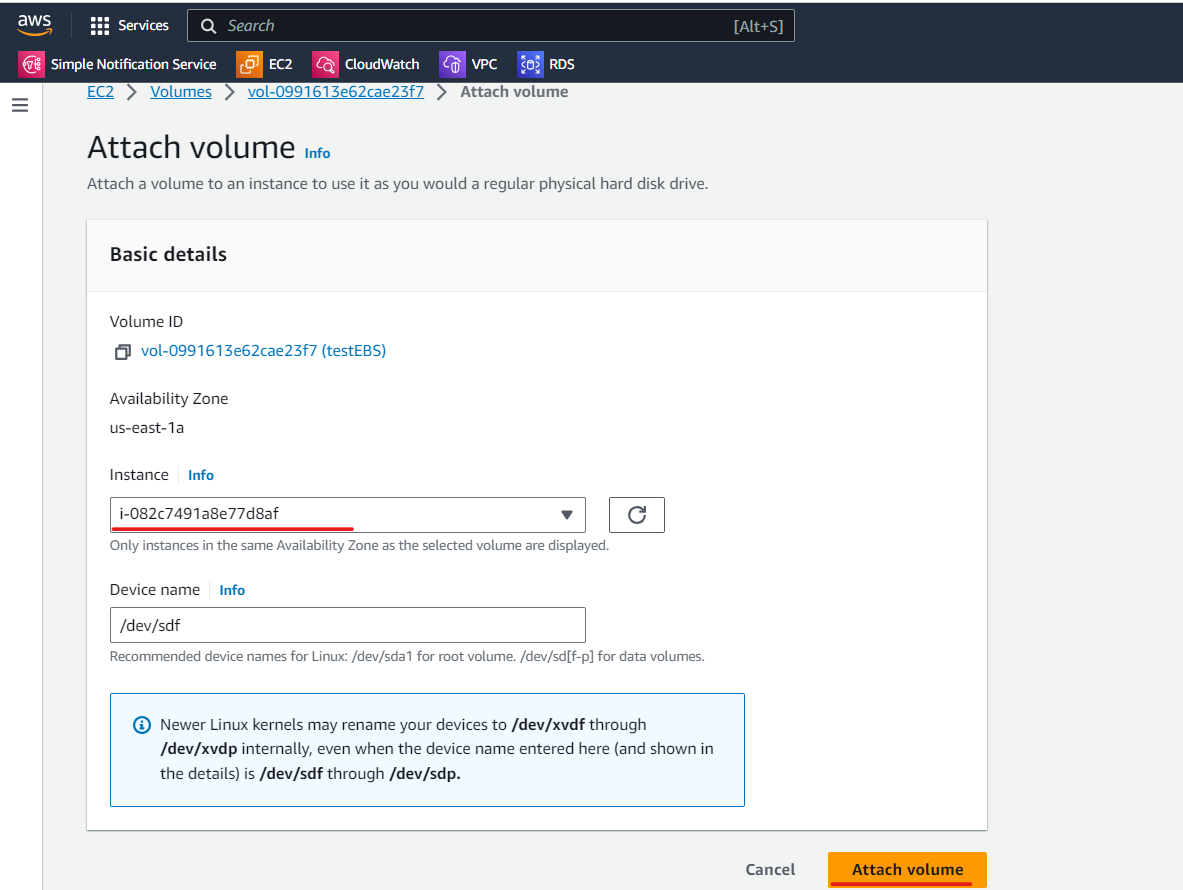 aws Services Search [Alt+S]
Simple Notification Service EC2 CloudWatch VPC RDS
EC2 > Volumes > vol-0991613e62cae23f7 > Attach volume
Attach volume Info
Attach a volume to an instance to use it as you would a regular physical hard disk drive.
Basic details
Volume ID
vol-0991613e62cae23f7 (testEBS)
Availability Zone
us-east-1a
Instance Info
i-082c7491a8e77d8af
Only instances in the same Availability Zone as the selected volume are displayed.
Device name Info
/dev/sdf
Recommended device names for Linux: /dev/sda1 for root volume. /dev/sd[f-p] for data volumes.
Newer Linux kernels may rename your devices to /dev/xvdf through
/dev/xvdp internally, even when the device name entered here (and shown in
the details) is /dev/sdf through /dev/sdp.
Cancel Attach volume